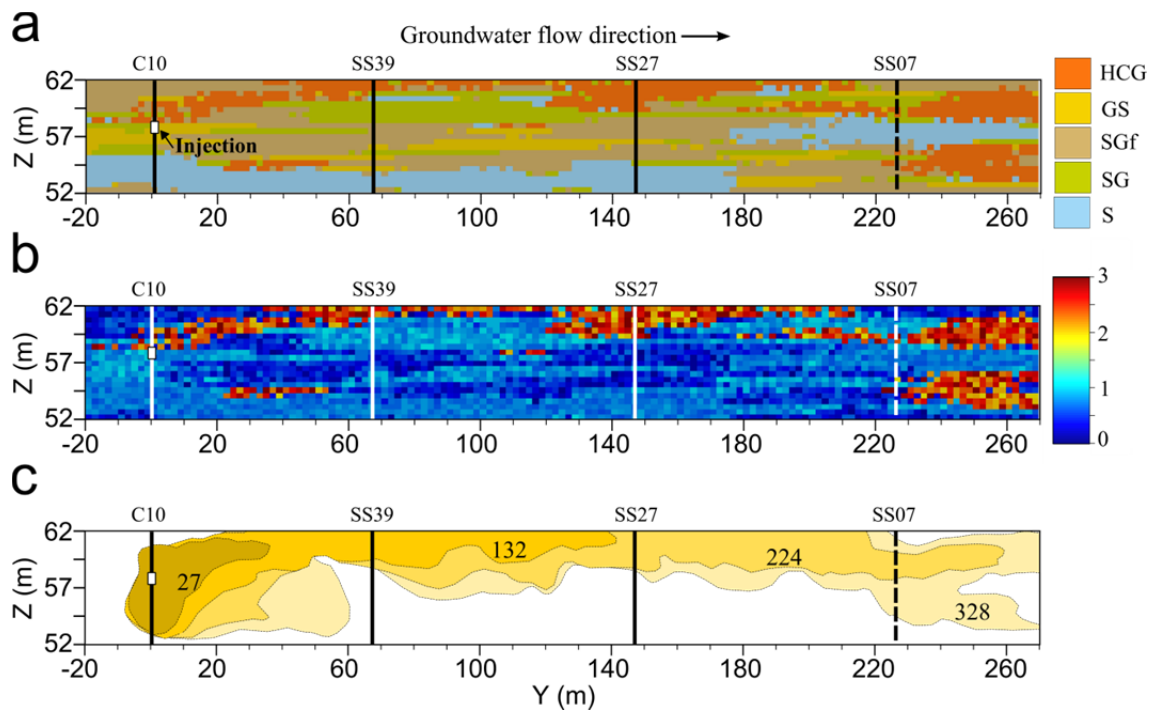 a
Groundwater flow direction
C10 SS39 SS27 SS07
62
57
52
Z (m)
Injection
-20 20 60 100 140 180 220 260
HCG
GS
SGf
SG
S
b
C10 SS39 SS27 SS07
62
57
52
Z (m)
-20 20 60 100 140 180 220 260
3
2
1
0
c
C10 SS39 SS27 SS07
62
57
52
Z (m)
27 132 224 328
-20 20 60 100 140 180 220 260
Y (m)